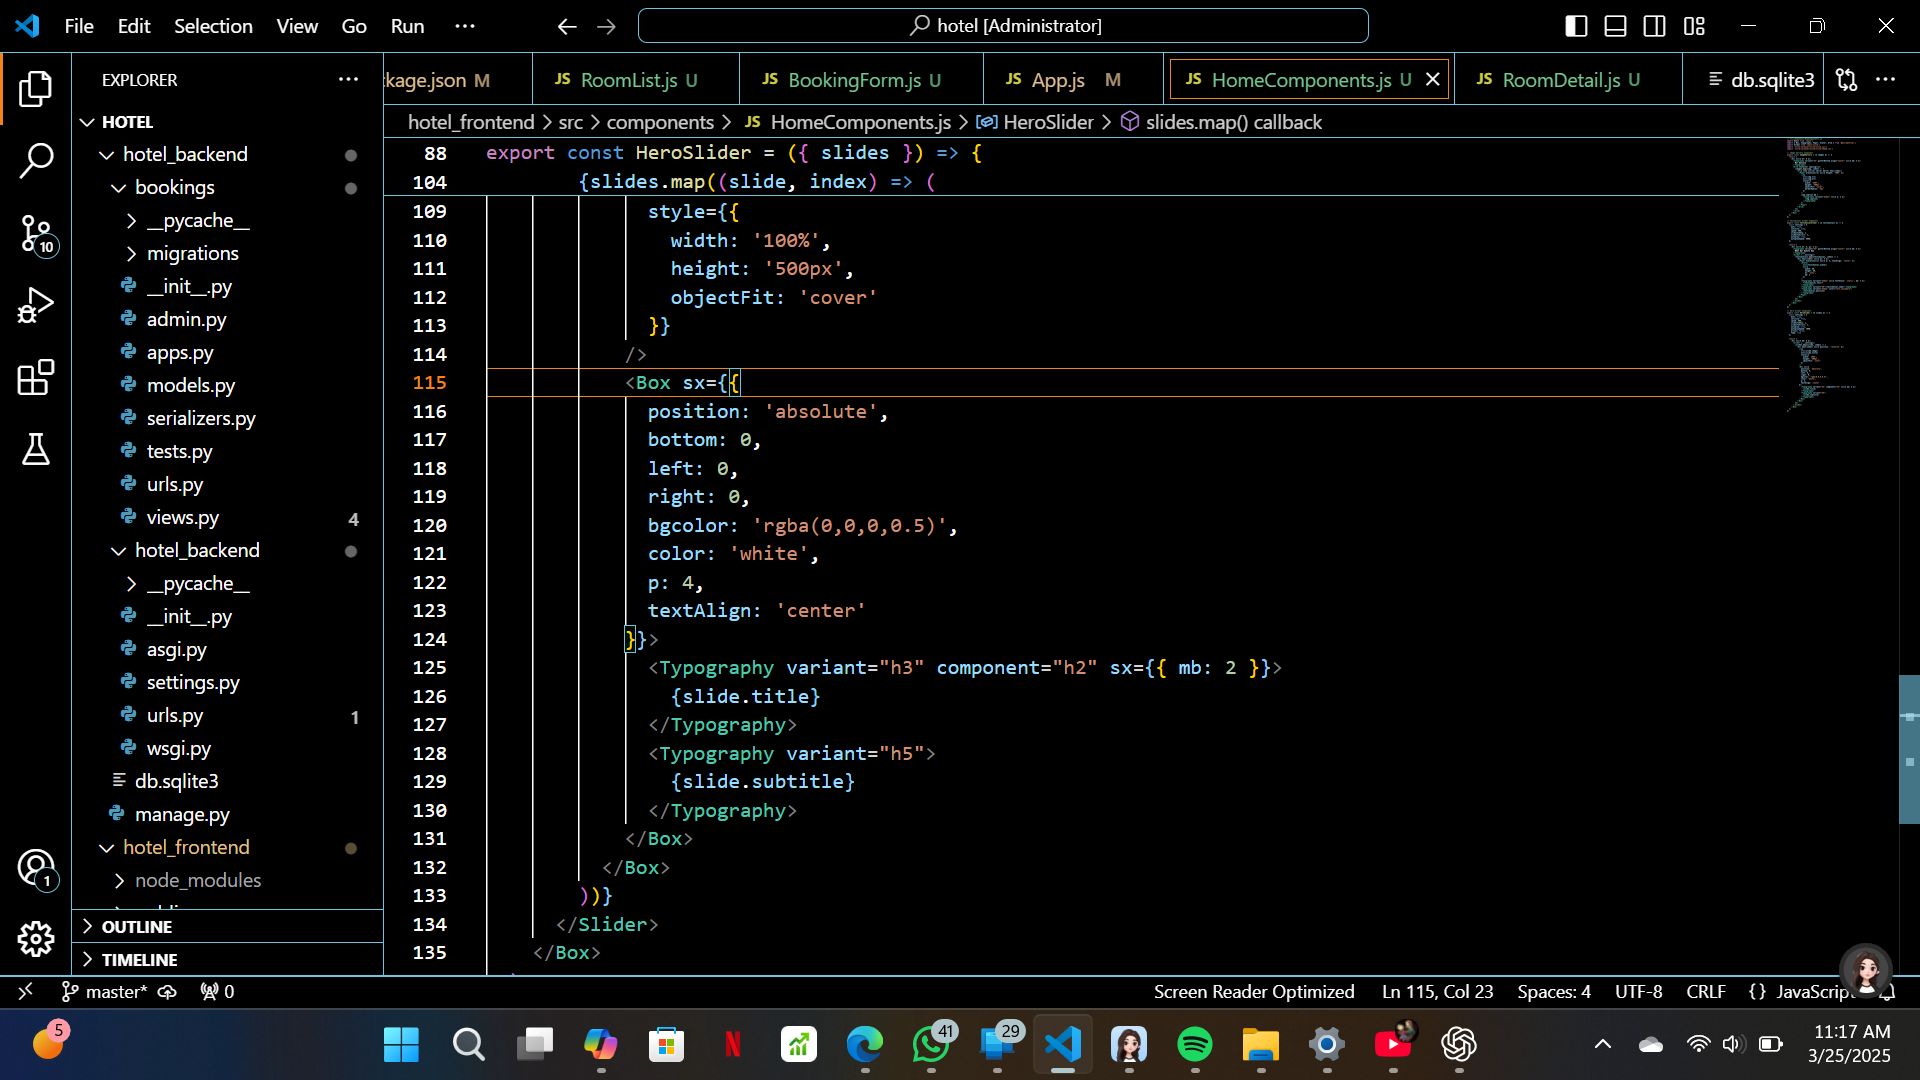 File Edit Selection View Go Run ···
hotel [Administrator]
EXPLORER
kage.json M
JS RoomList.js U
JS BookingForm.js U
JS App.js M
JS HomeComponents.js U
JS RoomDetail.js U
db.sqlite3
hotel_frontend > src > components > JS HomeComponents.js > HeroSlider > slides.map() callback
HOTEL
hotel_backend
bookings
__pycache__
migrations
__init__.py
admin.py
apps.py
models.py
serializers.py
tests.py
urls.py
views.py 4
hotel_backend
__pycache__
__init__.py
asgi.py
settings.py
urls.py 1
wsgi.py
db.sqlite3
manage.py
hotel_frontend
node_modules
OUTLINE
TIMELINE
10
1
88 export const HeroSlider = ({ slides }) => {
104 {slides.map((slide, index) => (
109 style={{
110 width: '100%',
111 height: '500px',
112 objectFit: 'cover'
113 }}
114 />
115 <Box sx={{
116 position: 'absolute',
117 bottom: 0,
118 left: 0,
119 right: 0,
120 bgcolor: 'rgba(0,0,0,0.5)',
121 color: 'white',
122 p: 4,
123 textAlign: 'center'
124 }}>
125 <Typography variant="h3" component="h2" sx={{ mb: 2 }}>
126 {slide.title}
127 </Typography>
128 <Typography variant="h5">
129 {slide.subtitle}
130 </Typography>
131 </Box>
132 </Box>
133 ))}
134 </Slider>
135 </Box>
master* 0
Screen Reader Optimized Ln 115, Col 23 Spaces: 4 UTF-8 CRLF {} JavaScript
5
41
29
11:17 AM
3/25/2025